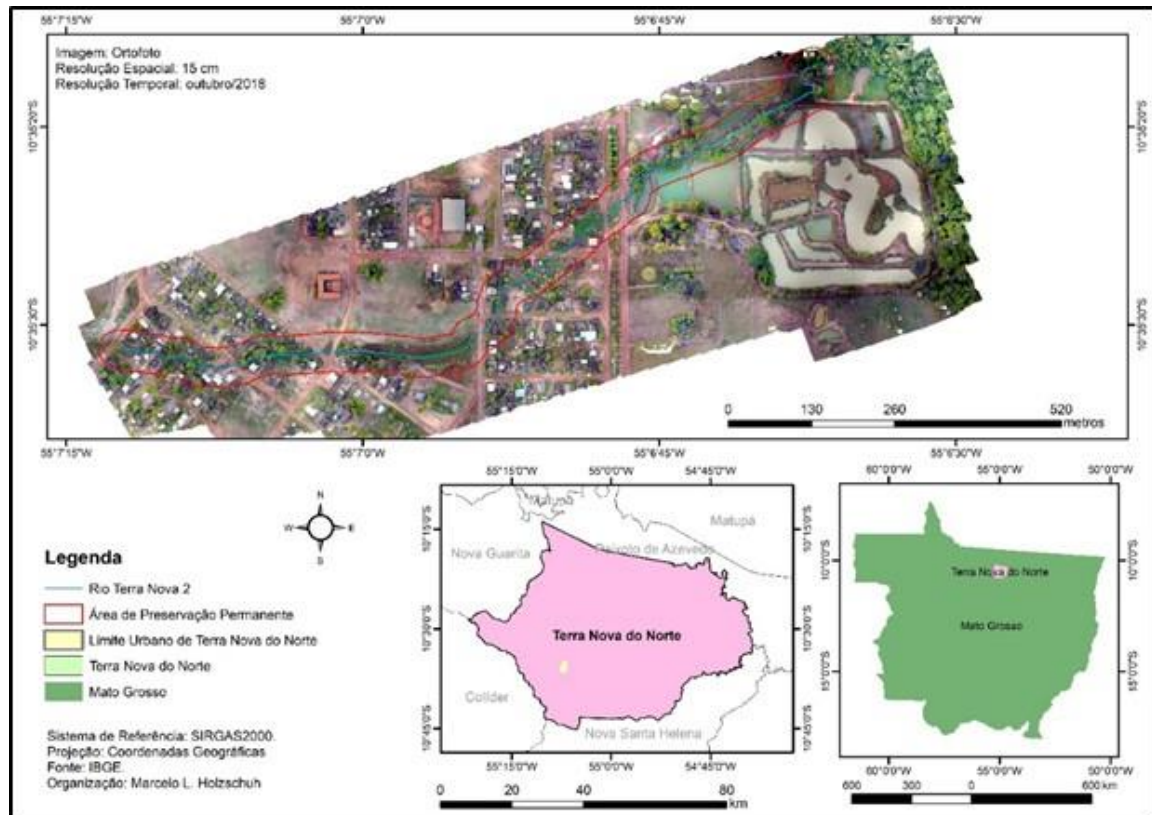 55°7'15"W 55°7'0"W 55°6'45"W 55°6'30"W
Imagem: Ortofoto
Resolução Espacial: 15 cm
Resolução Temporal: outubro/2018
10°35'20"S 10°35'20"S
10°35'30"S 10°35'30"S
0 130 260 520
metros
55°7'15"W 55°7'0"W 55°6'45"W 55°6'30"W
N
W E
S
Legenda
Rio Terra Nova 2
Área de Preservação Permanente
Limite Urbano de Terra Nova do Norte
Terra Nova do Norte
Mato Grosso
Sistema de Referência: SIRGAS2000.
Projeção: Coordenadas Geográficas
Fonte: IBGE.
Organização: Marcelo L. Holzschuh
55°15'0"W 55°0'0"W 54°45'0"W
Matupá
Matupá
10°15'0"S 10°15'0"S
Nova Guarita
Peixoto de Azevedo
10°30'0"S 10°30'0"S
Terra Nova do Norte
Colíder
10°45'0"S 10°45'0"S
Nova Santa Helena
55°15'0"W 55°0'0"W 54°45'0"W
0 20 40 80
km
60°0'0"W 55°0'0"W 50°0'0"W
10°0'0"S 10°0'0"S
Terra Nova do Norte
Mato Grosso
15°0'0"S 15°0'0"S
60°0'0"W 55°0'0"W 50°0'0"W
600 300 0 600 km